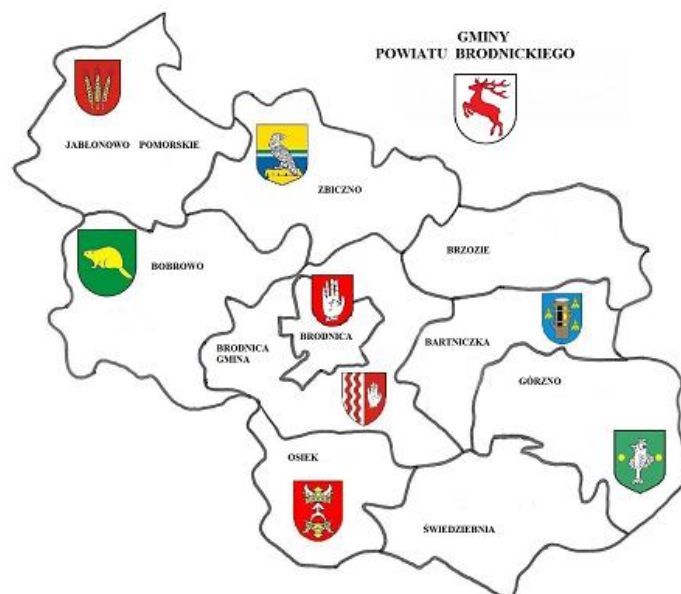 GMINY
POWIATU BRODNICKIEGO
JABŁONOWO POMORSKIE
ZBICZNO
BOBROWO
BRZOZIE
BRODNICA
GMINA
BRODNICA
BARTNICZKA
GÓRZNO
OSIEK
ŚWIEDZIEBNIA